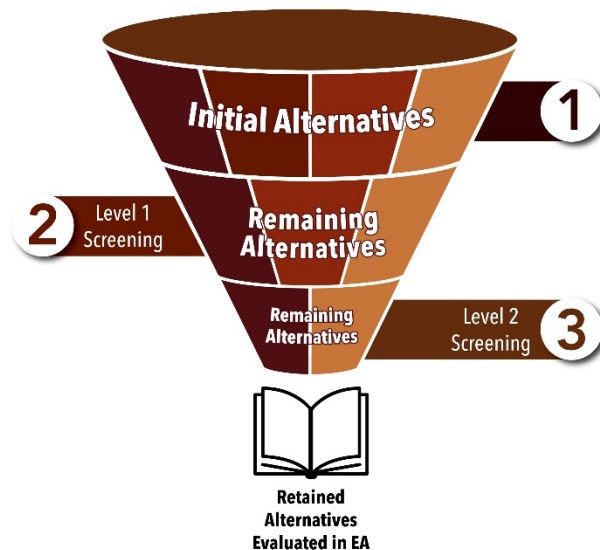 Initial Alternatives
1
2
Level 1
Screening
Remaining
Alternatives
Remaining
Alternatives
Level 2
Screening
3
Retained
Alternatives
Evaluated in EA